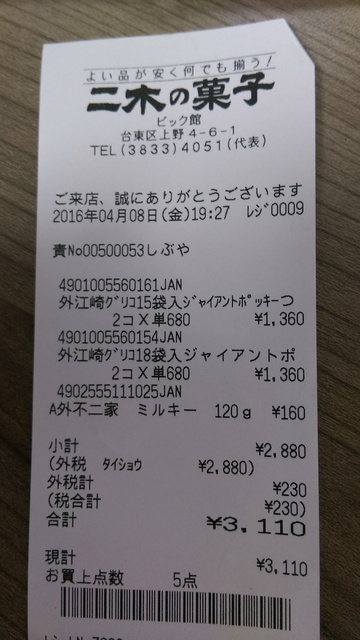 よい品が安く何でも揃う!
二木の菓子
ビック館
台東区上野4-6-1
TEL(3833)4051(代表)
ご来店、誠にありがとうございます
2016年04月08日(金)19:27 レジ0009
責No00500053しぶや
4901005560161JAN
外江崎グリコ15袋入ジャイアントポッキーつ
2コX単680 ¥1,360
4901005560154JAN
外江崎グリコ18袋入ジャイアントポ
2コX単680 ¥1,360
4902555111025JAN
A外不二家 ミルキー 120g ¥160
小計 ¥2,880
(外税 タイショウ ¥2,880)
外税計 ¥230
(税合計 ¥230)
合計 ¥3,110
現計 ¥3,110
お買上点数 5点